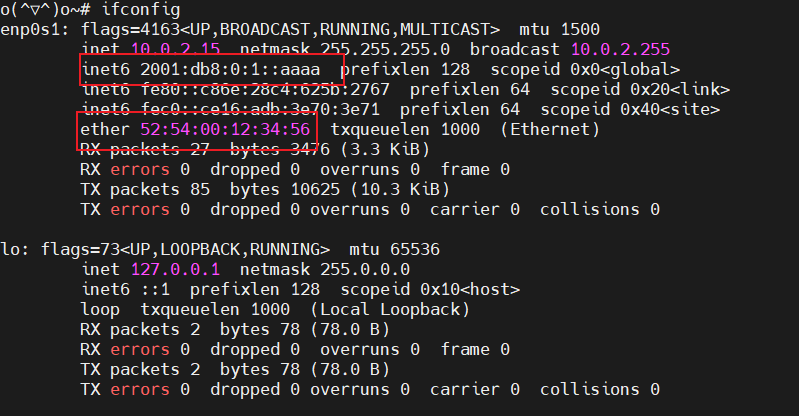 o(^▽^)o~# ifconfig
enp0s1: flags=4163<UP,BROADCAST,RUNNING,MULTICAST>  mtu 1500
        inet 10.0.2.15  netmask 255.255.255.0  broadcast 10.0.2.255
        inet6 2001:db8:0:1::aaaa  prefixlen 128  scopeid 0x0<global>
        inet6 fe80::c86e:28c4:625b:2767  prefixlen 64  scopeid 0x20<link>
        inet6 fec0::ce16:adb:3e70:3e71  prefixlen 64  scopeid 0x40<site>
        ether 52:54:00:12:34:56  txqueuelen 1000  (Ethernet)
        RX packets 27  bytes 3476 (3.3 KiB)
        RX errors 0  dropped 0  overruns 0  frame 0
        TX packets 85  bytes 10625 (10.3 KiB)
        TX errors 0  dropped 0 overruns 0  carrier 0  collisions 0

lo: flags=73<UP,LOOPBACK,RUNNING>  mtu 65536
        inet 127.0.0.1  netmask 255.0.0.0
        inet6 ::1  prefixlen 128  scopeid 0x10<host>
        loop  txqueuelen 1000  (Local Loopback)
        RX packets 2  bytes 78 (78.0 B)
        RX errors 0  dropped 0  overruns 0  frame 0
        TX packets 2  bytes 78 (78.0 B)
        TX errors 0  dropped 0 overruns 0  carrier 0  collisions 0